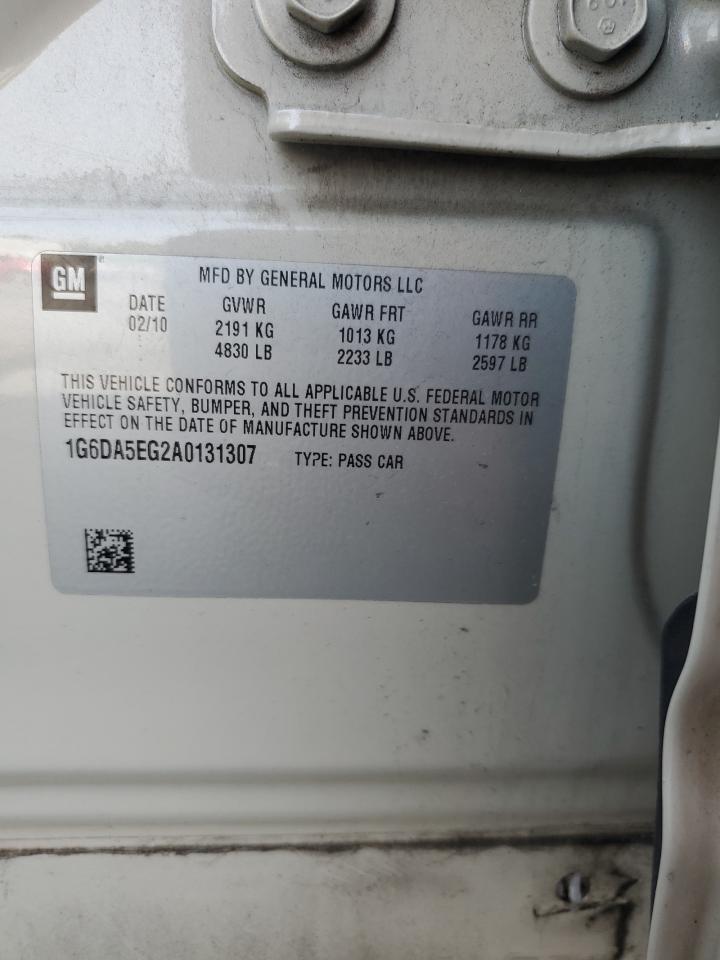 GM
MFD BY GENERAL MOTORS LLC
DATE GVWR GAWR FRT GAWR RR
02/10 2191 KG 1013 KG 1178 KG
4830 LB 2233 LB 2597 LB
THIS VEHICLE CONFORMS TO ALL APPLICABLE U.S. FEDERAL MOTOR
VEHICLE SAFETY, BUMPER, AND THEFT PREVENTION STANDARDS IN
EFFECT ON THE DATE OF MANUFACTURE SHOWN ABOVE.
1G6DA5EG2A0131307 TYPE: PASS CAR